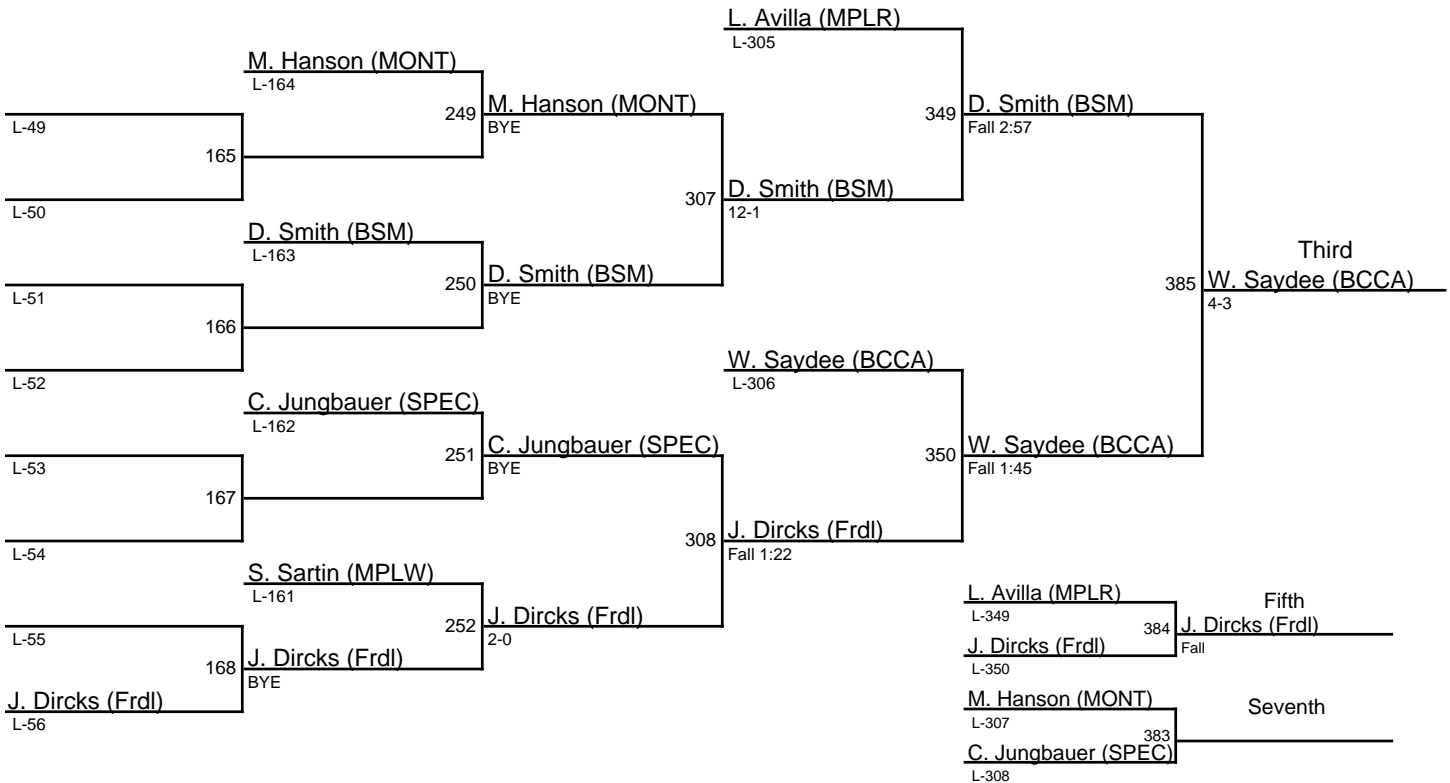 L. Avilla (MPLR)
L-305
M. Hanson (MONT)
L-164
249
M. Hanson (MONT)
BYE
349
D. Smith (BSM)
Fall 2:57
L-49
165
L-50
307
D. Smith (BSM)
12-1
D. Smith (BSM)
L-163
250
D. Smith (BSM)
BYE
L-51
166
L-52
385
Third
W. Saydee (BCCA)
4-3
W. Saydee (BCCA)
L-306
C. Jungbauer (SPEC)
L-162
251
C. Jungbauer (SPEC)
BYE
350
W. Saydee (BCCA)
Fall 1:45
L-53
167
L-54
308
J. Dircks (Frdl)
Fall 1:22
S. Sartin (MPLW)
L-161
252
J. Dircks (Frdl)
2-0
L-55
168
J. Dircks (Frdl)
BYE
J. Dircks (Frdl)
L-56
L. Avilla (MPLR)
L-349
384
Fifth
J. Dircks (Frdl)
Fall
J. Dircks (Frdl)
L-350
M. Hanson (MONT)
L-307
383
Seventh
C. Jungbauer (SPEC)
L-308